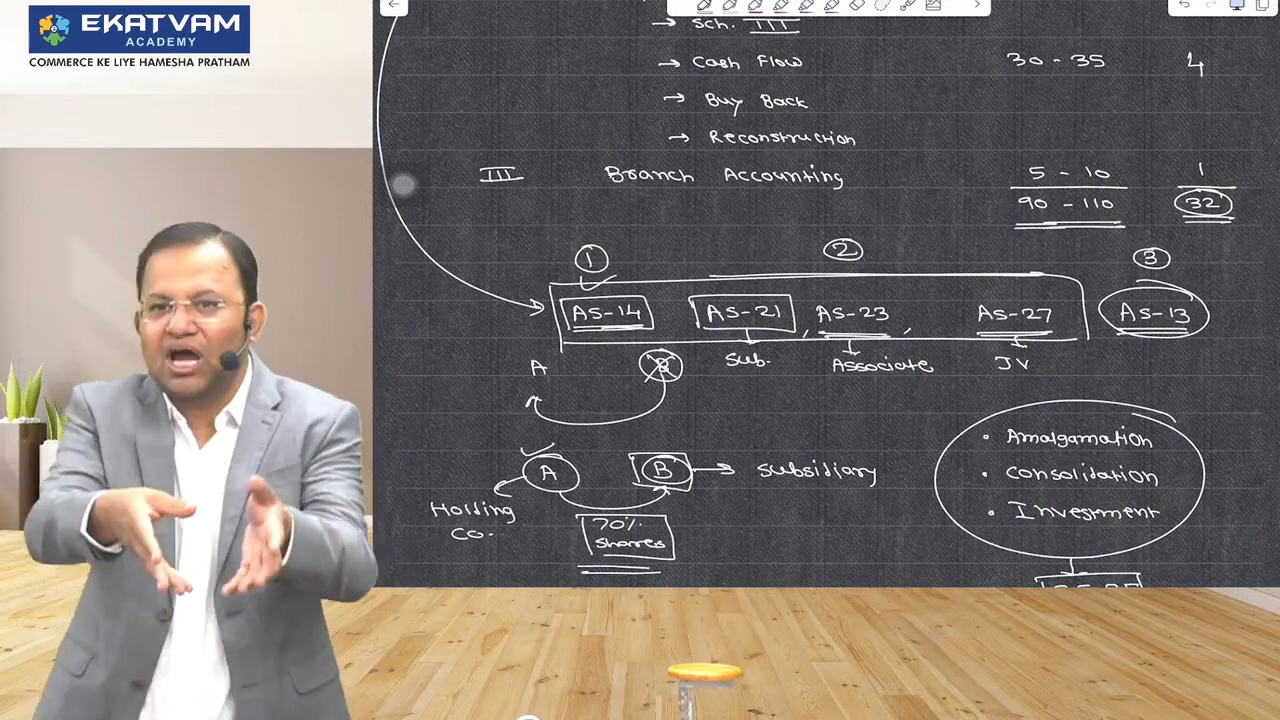 EKATVAM
ACADEMY
COMMERCE KE LIYE HAMESHA PRATHAM
→ Sch. III
→ Cash Flow 30 - 35 4
→ Buy Back
→ Reconstruction
III Branch Accounting 5 - 10 1
90 - 110 32
1 2 3
AS-14 AS-21 , AS-23 , AS-27 AS-13
A B Sub. Associate JV
A B → Subsidiary
Holding Co.
70% Shares
• Amalgamation
• Consolidation
• Investment